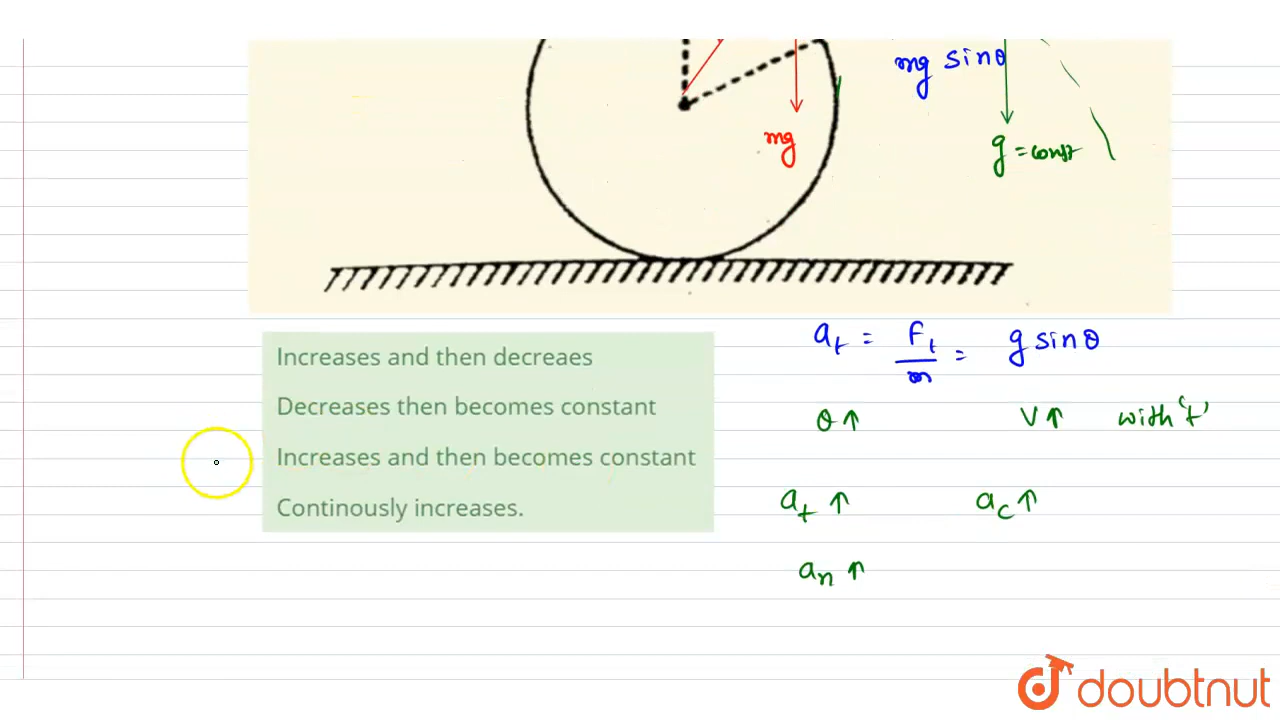 mg sinθ
mg
g = const
Increases and then decreaes
Decreases then becomes constant
Increases and then becomes constant
Continously increases.
a_t = F_t/m = g sinθ
θ↑ V↑ with 't'
a_t ↑ a_c ↑
a_n ↑
doubtnut